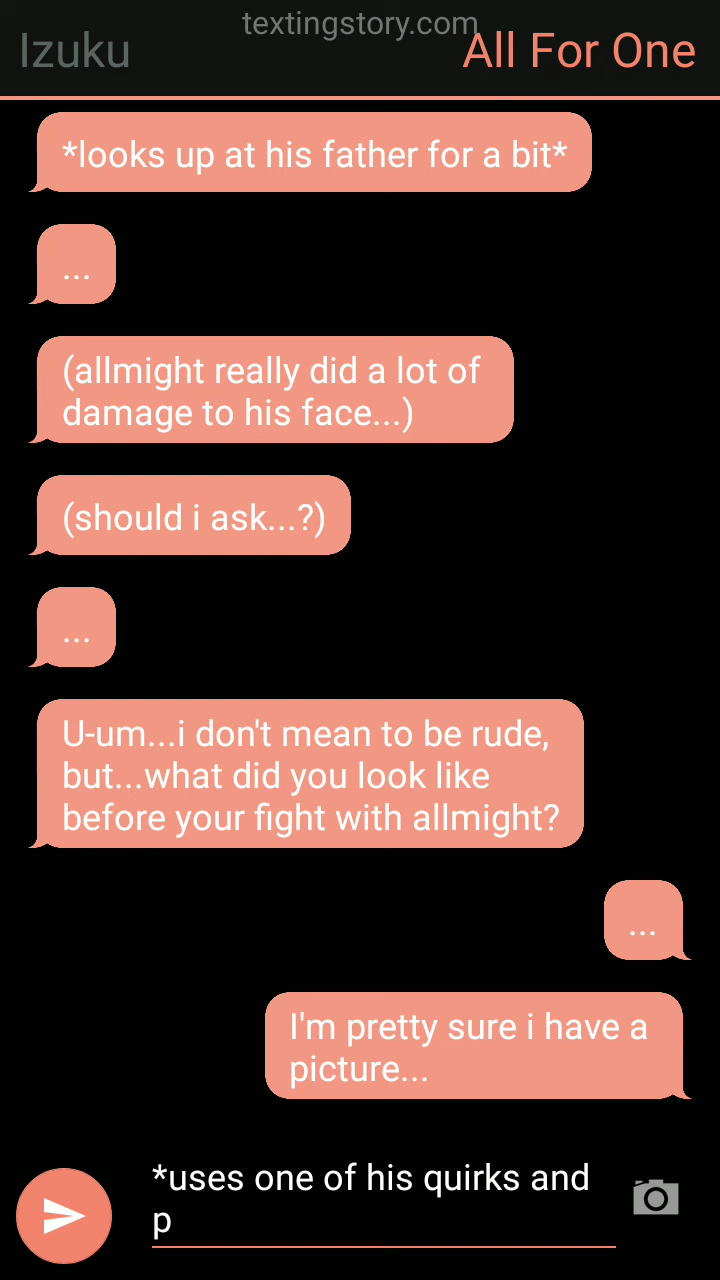 textingstory.com
Izuku
All For One
*looks up at his father for a bit*
...
(allmight really did a lot of
damage to his face...)
(should i ask...?)
...
U-um...i don't mean to be rude,
but...what did you look like
before your fight with allmight?
...
I'm pretty sure i have a
picture...
*uses one of his quirks and
p